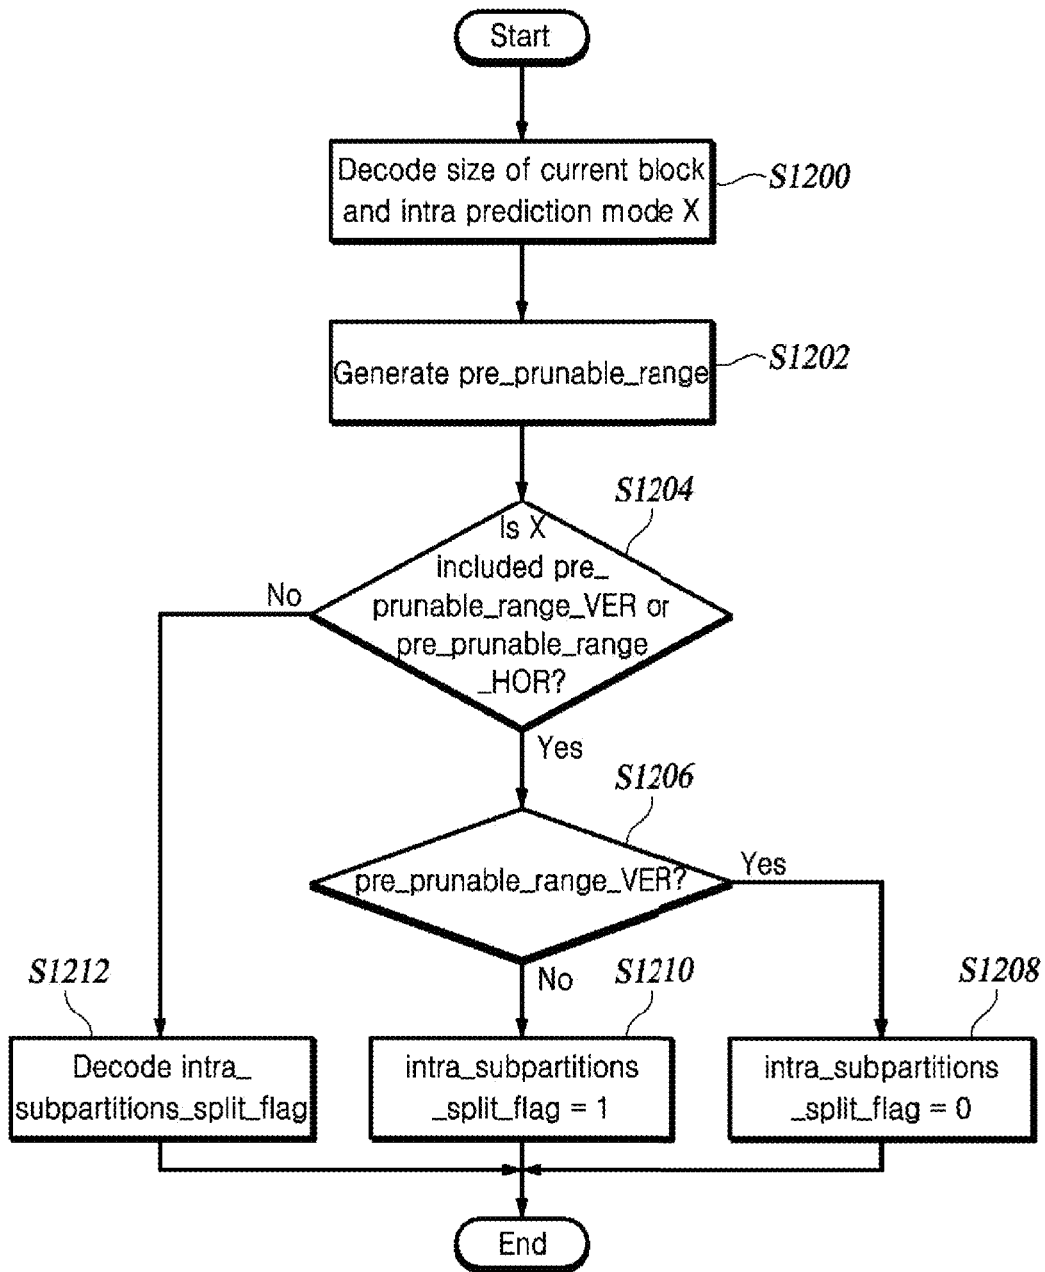 Start
Decode size of current block
and intra prediction mode X
S1200
Generate pre_prunable_range
S1202
S1204
Is X
included pre_
prunable_range_VER or
pre_prunable_range
_HOR?
No
Yes
S1206
pre_prunable_range_VER?
Yes
No
S1212
Decode intra_
subpartitions_split_flag
S1210
intra_subpartitions
_split_flag = 1
S1208
intra_subpartitions
_split_flag = 0
End